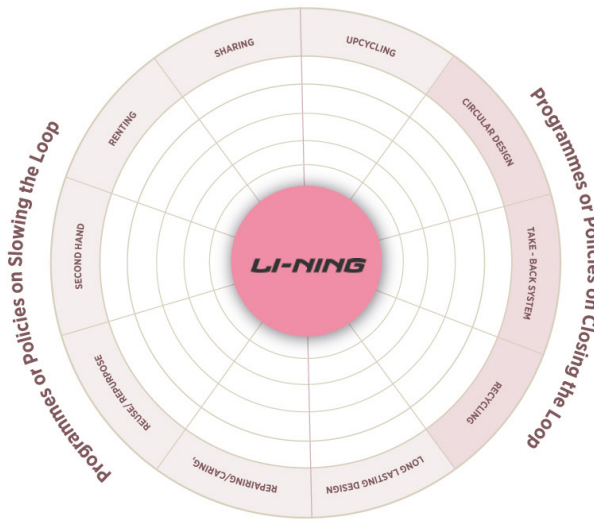 SHARING
UPCYCLING
RENTING
CIRCULAR DESIGN
SECOND HAND
TAKE - BACK SYSTEM
REUSE/ REPURPOSE
RECYCLING
REPAIRING/CARING,
LONG LASTING DESIGN
LI-NING
Programmes or Policies on Slowing the Loop
Programmes or Policies on Closing the Loop